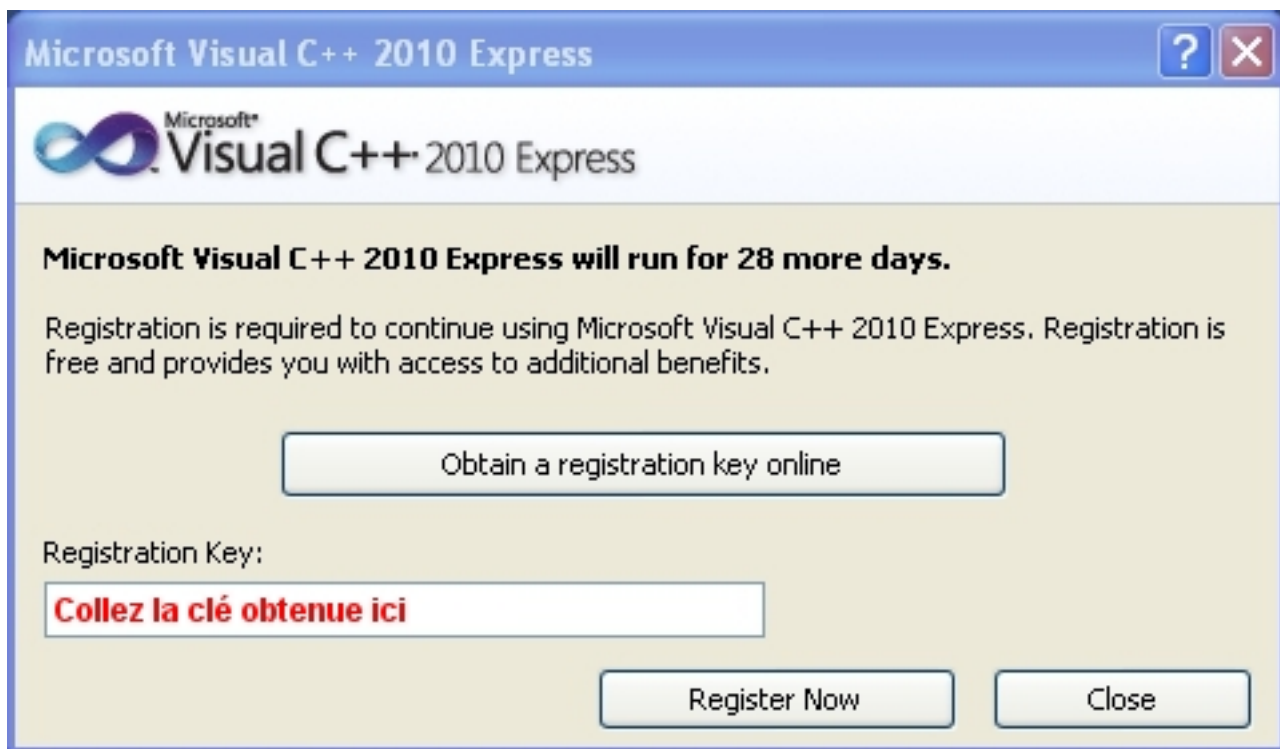 Microsoft Visual C++ 2010 Express
?
Microsoft®
Visual C++ 2010 Express
Microsoft Visual C++ 2010 Express will run for 28 more days.
Registration is required to continue using Microsoft Visual C++ 2010 Express. Registration is
free and provides you with access to additional benefits.
Obtain a registration key online
Registration Key:
Collez la clé obtenue ici
Register Now
Close